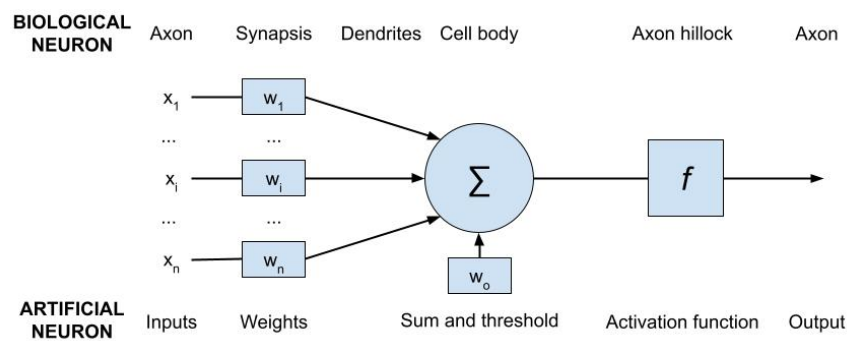 BIOLOGICAL NEURON Axon Synapsis Dendrites Cell body Axon hillock Axon
x1 w1
... ...
xi wi Σ f
... ...
xn wn
wo
ARTIFICIAL NEURON Inputs Weights Sum and threshold Activation function Output